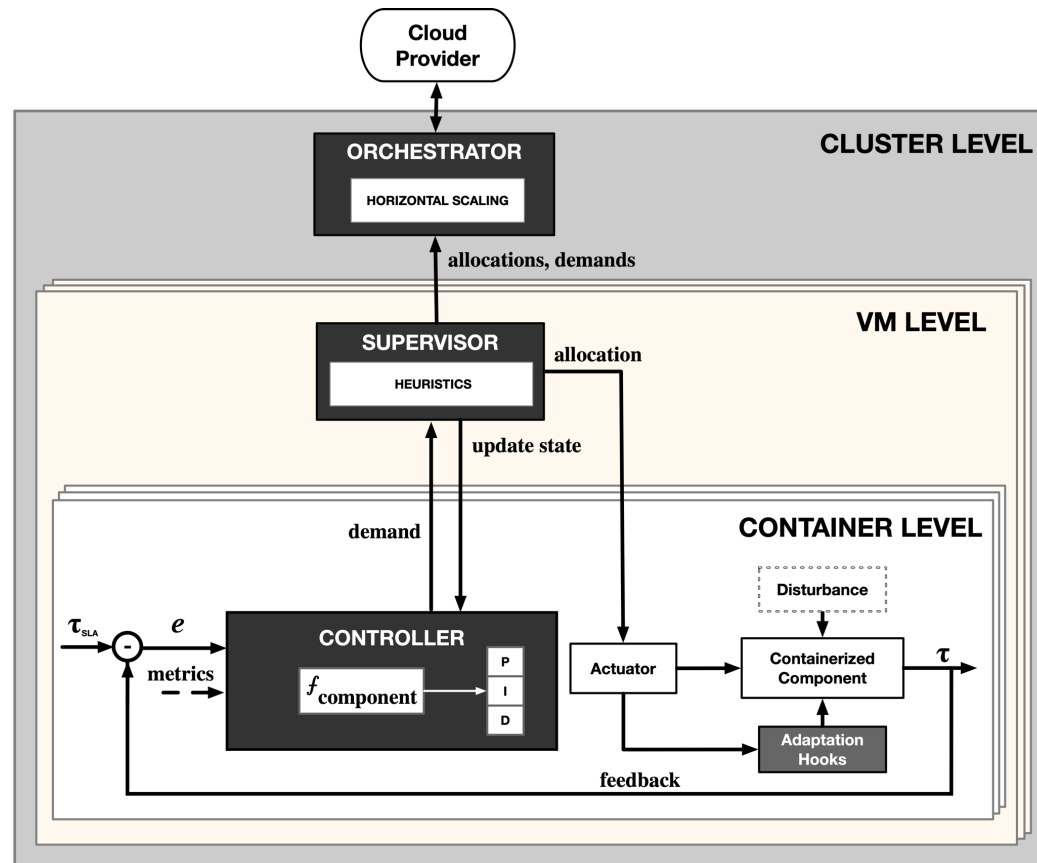 Cloud
Provider
CLUSTER LEVEL
ORCHESTRATOR
HORIZONTAL SCALING
allocations, demands
VM LEVEL
SUPERVISOR
HEURISTICS
allocation
update state
CONTAINER LEVEL
demand
Disturbance
τSLA
-
e
CONTROLLER
metrics
f component
P
I
D
Actuator
Containerized
Component
τ
Adaptation
Hooks
feedback